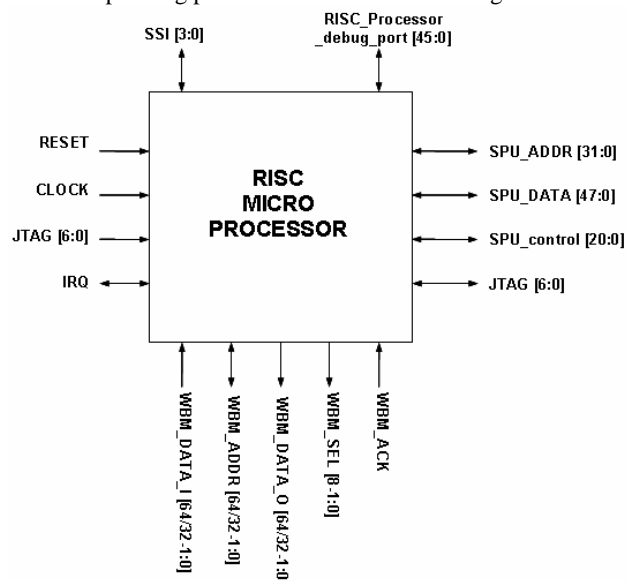 SSI [3:0]
RISC_Processor
_debug_port [45:0]
RESET
CLOCK
JTAG [6:0]
IRQ
RISC
MICRO
PROCESSOR
SPU_ADDR [31:0]
SPU_DATA [47:0]
SPU_control [20:0]
JTAG [6:0]
WBM_DATA_I [64/32-1:0]
WBM_ADDR [64/32-1:0]
WBM_DATA_O [64/32-1:0
WBM_SEL [8-1:0]
WBM_ACK